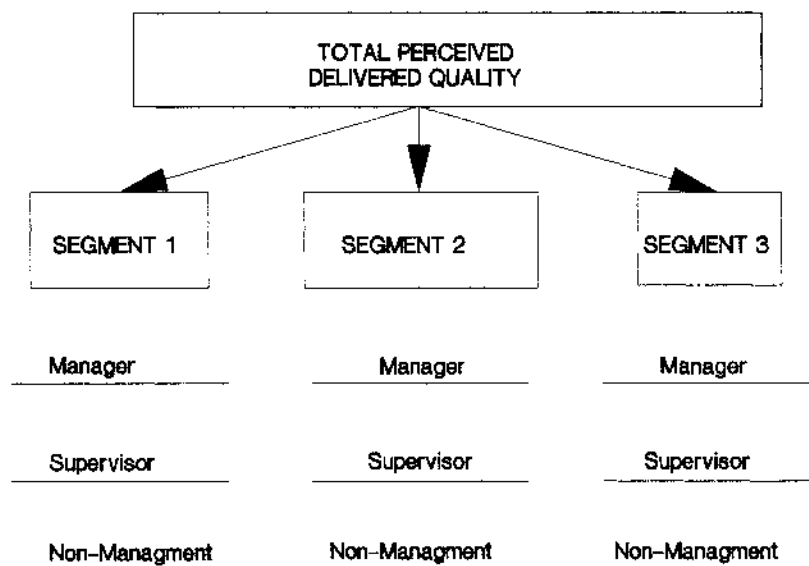 TOTAL PERCEIVED
DELIVERED QUALITY
SEGMENT 1
SEGMENT 2
SEGMENT 3
Manager
Manager
Manager
Supervisor
Supervisor
Supervisor
Non-Managment
Non-Managment
Non-Managment